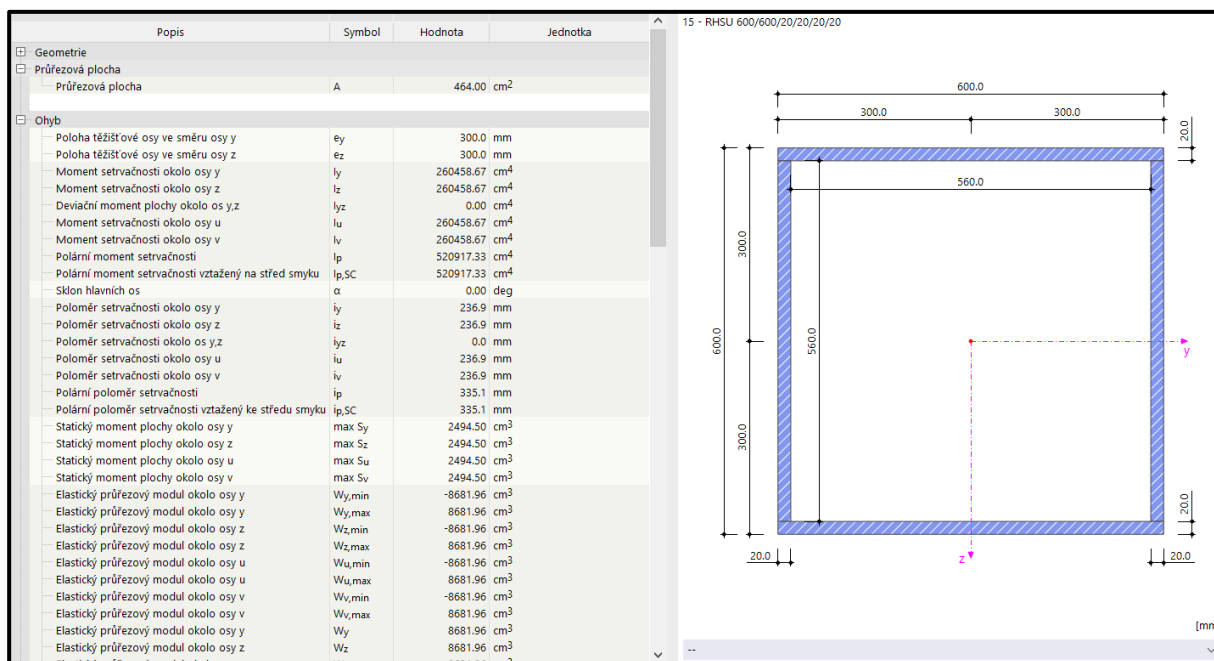 Popis Symbol Hodnota Jednotka
Geometrie
Průřezová plocha
Průřezová plocha A 464.00 cm2
Ohyb
Poloha těžišťové osy ve směru osy y ey 300.0 mm
Poloha těžišťové osy ve směru osy z ez 300.0 mm
Moment setrvačnosti okolo osy y Iy 260458.67 cm4
Moment setrvačnosti okolo osy z Iz 260458.67 cm4
Deviační moment plochy okolo os y,z Iyz 0.00 cm4
Moment setrvačnosti okolo osy u Iu 260458.67 cm4
Moment setrvačnosti okolo osy v Iv 260458.67 cm4
Polární moment setrvačnosti Ip 520917.33 cm4
Polární moment setrvačnosti vztažený na střed smyku Ip,SC 520917.33 cm4
Sklon hlavních os α 0.00 deg
Poloměr setrvačnosti okolo osy y iy 236.9 mm
Poloměr setrvačnosti okolo osy z iz 236.9 mm
Poloměr setrvačnosti okolo os y,z iyz 0.0 mm
Poloměr setrvačnosti okolo osy u iu 236.9 mm
Poloměr setrvačnosti okolo osy v iv 236.9 mm
Polární poloměr setrvačnosti ip 335.1 mm
Polární poloměr setrvačnosti vztažený ke středu smyku ip,SC 335.1 mm
Statický moment plochy okolo osy y max Sy 2494.50 cm3
Statický moment plochy okolo osy z max Sz 2494.50 cm3
Statický moment plochy okolo osy u max Su 2494.50 cm3
Statický moment plochy okolo osy v max Sv 2494.50 cm3
Elastický průřezový modul okolo osy y Wy,min -8681.96 cm3
Elastický průřezový modul okolo osy y Wy,max 8681.96 cm3
Elastický průřezový modul okolo osy z Wz,min -8681.96 cm3
Elastický průřezový modul okolo osy z Wz,max 8681.96 cm3
Elastický průřezový modul okolo osy u Wu,min -8681.96 cm3
Elastický průřezový modul okolo osy u Wu,max 8681.96 cm3
Elastický průřezový modul okolo osy v Wv,min -8681.96 cm3
Elastický průřezový modul okolo osy v Wv,max 8681.96 cm3
Elastický průřezový modul okolo osy y Wy 8681.96 cm3
Elastický průřezový modul okolo osy z Wz 8681.96 cm3
15 - RHSU 600/600/20/20/20/20
600.0
300.0 300.0
20.0
560.0
300.0
600.0
560.0
y
300.0
20.0
20.0
z
20.0
[mm
--